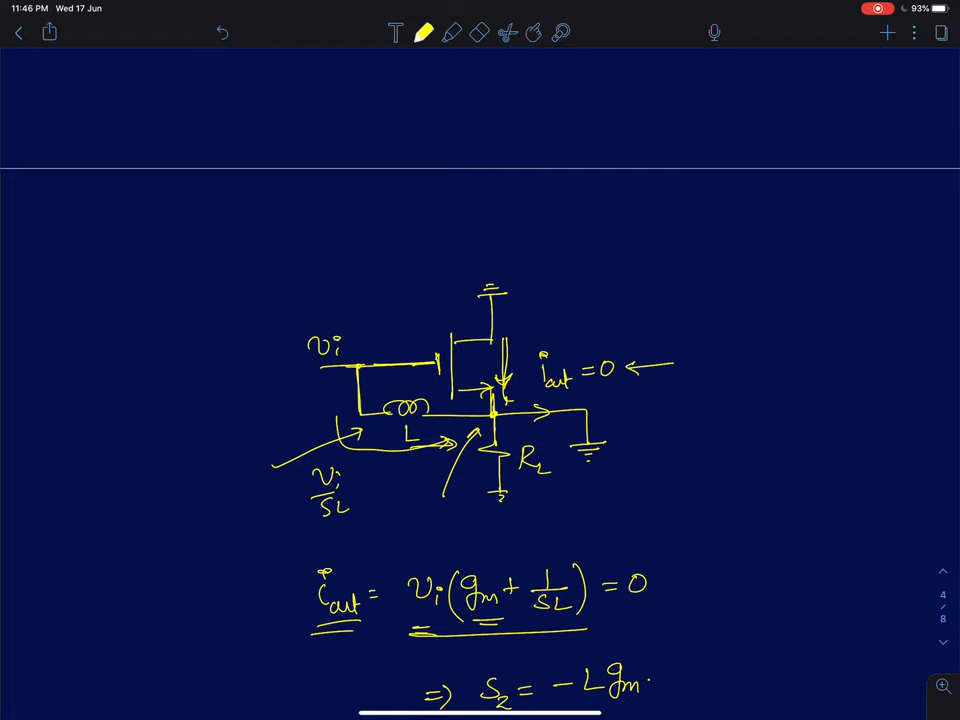 11:46 PM Wed 17 Jun
93%
T
vi
iout = 0
L
RL
vi/SL
iout = vi(gm + 1/SL) = 0
=> Sz = -Lgm.
4
/
8